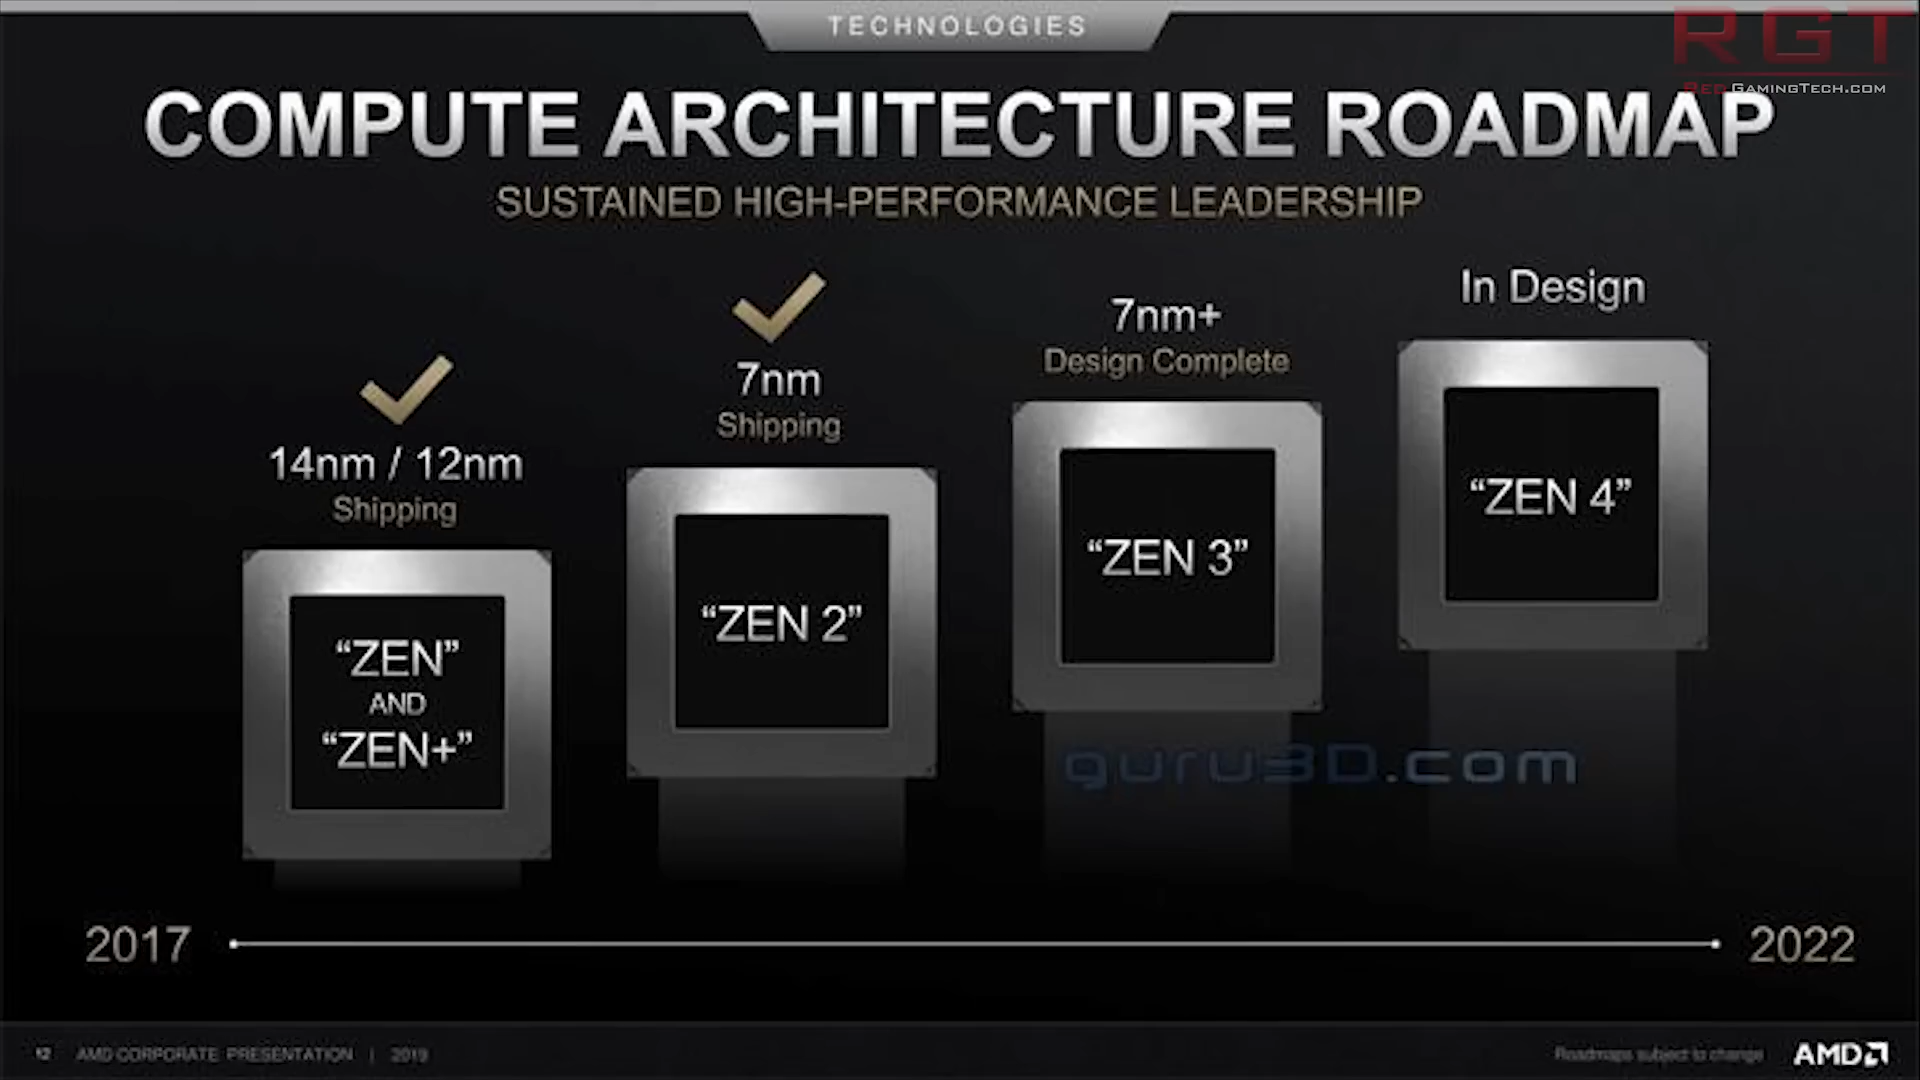 TECHNOLOGIES
RGT
RedGamingTech.com
COMPUTE ARCHITECTURE ROADMAP
SUSTAINED HIGH-PERFORMANCE LEADERSHIP
14nm / 12nm
Shipping
“ZEN”
AND
“ZEN+”
7nm
Shipping
“ZEN 2”
7nm+
Design Complete
“ZEN 3”
In Design
“ZEN 4”
guru3D.com
2017
2022
12 AMD CORPORATE PRESENTATION | 2019
Roadmaps subject to change
AMD